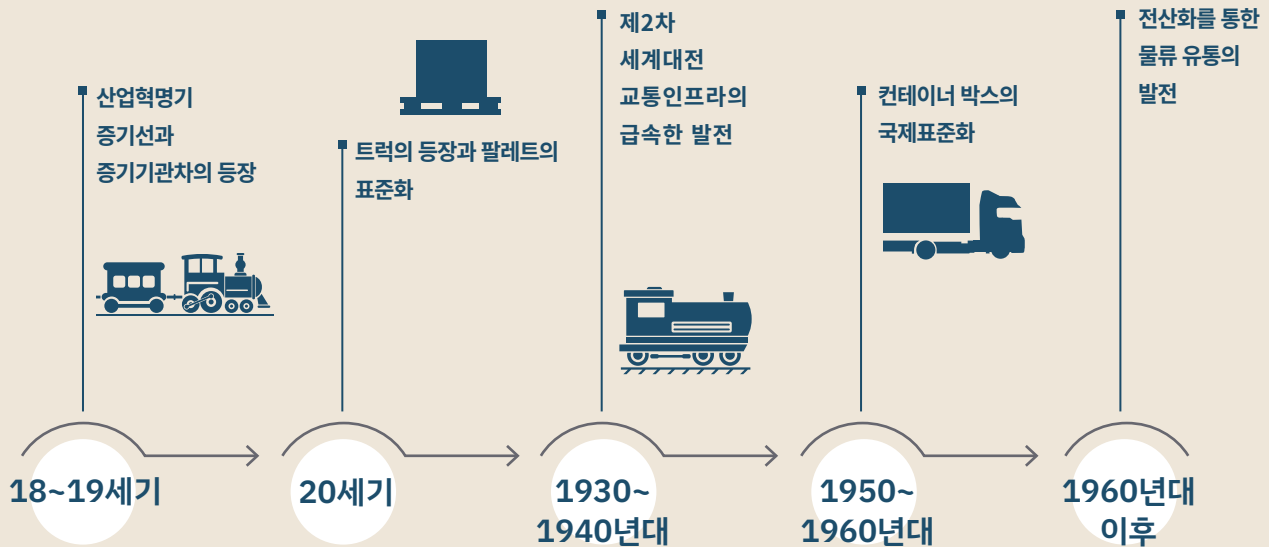 산업혁명기
증기선과
증기기관차의 등장
트럭의 등장과 팔레트의
표준화
제2차
세계대전
교통인프라의
급속한 발전
컨테이너 박스의
국제표준화
전산화를 통한
물류 유통의
발전
18~19세기
20세기
1930~
1940년대
1950~
1960년대
1960년대
이후